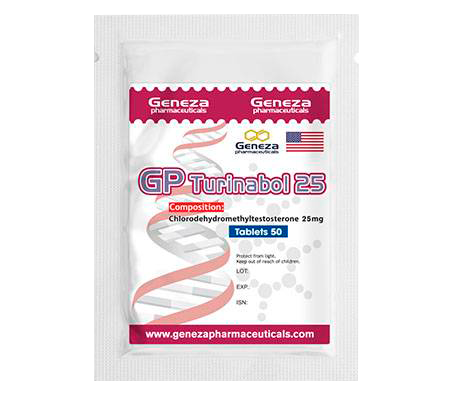 Geneza Geneza
pharmaceuticals pharmaceuticals
Geneza
pharmaceuticals
GP Turinabol 25
Composition:
Chlorodehydromethyltestosterone 25mg
Tablets 50
Protect from light.
Keep out of reach of children.
LOT:
EXP.:
ISN:
www.genezapharmaceuticals.com